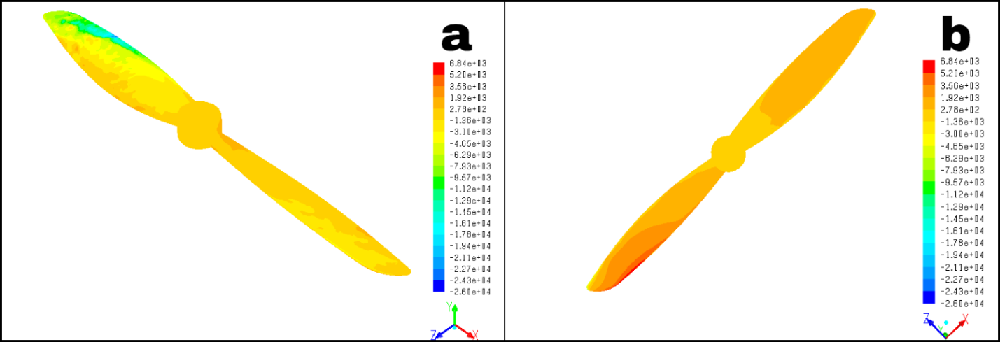 a
6.84e+03
5.20e+03
3.56e+03
1.92e+03
2.78e+02
-1.36e+03
-3.00e+03
-4.65e+03
-6.29e+03
-7.93e+03
-9.57e+03
-1.12e+04
-1.29e+04
-1.45e+04
-1.61e+04
-1.78e+04
-1.94e+04
-2.11e+04
-2.27e+04
-2.43e+04
-2.60e+04
Y
Z X
b
6.84e+03
5.20e+03
3.56e+03
1.92e+03
2.78e+02
-1.36e+03
-3.00e+03
-4.65e+03
-6.29e+03
-7.93e+03
-9.57e+03
-1.12e+04
-1.29e+04
-1.45e+04
-1.61e+04
-1.78e+04
-1.94e+04
-2.11e+04
-2.27e+04
-2.43e+04
-2.60e+04
Z X
Y